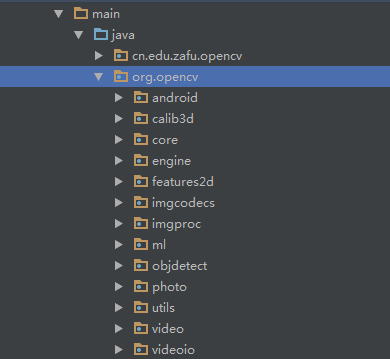 main
java
cn.edu.zafu.opencv
org.opencv
android
calib3d
core
engine
features2d
imgcodecs
imgproc
ml
objdetect
photo
utils
video
videoio